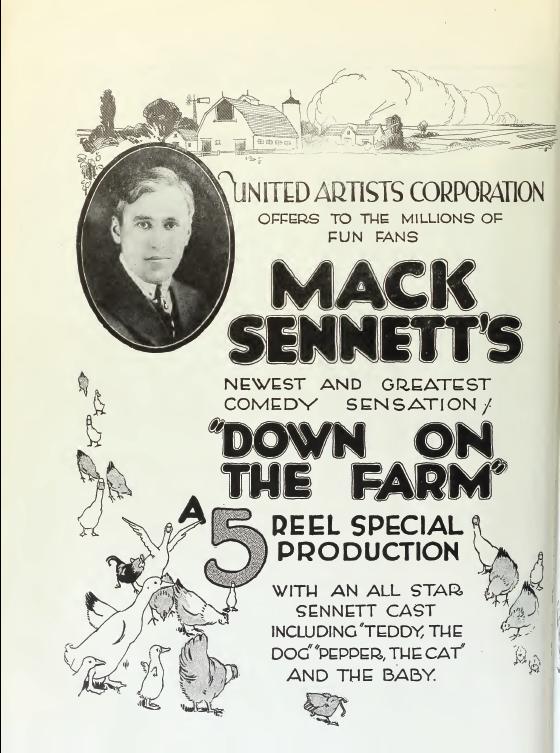 UNITED ARTISTS CORPORATION
OFFERS TO THE MILLIONS OF
FUN FANS
MACK
SENNETT'S
NEWEST AND GREATEST
COMEDY SENSATION!
"DOWN ON
THE FARM"
A 5 REEL SPECIAL
PRODUCTION
WITH AN ALL STAR
SENNETT CAST
INCLUDING "TEDDY, THE
DOG" "PEPPER, THE CAT"
AND THE BABY.